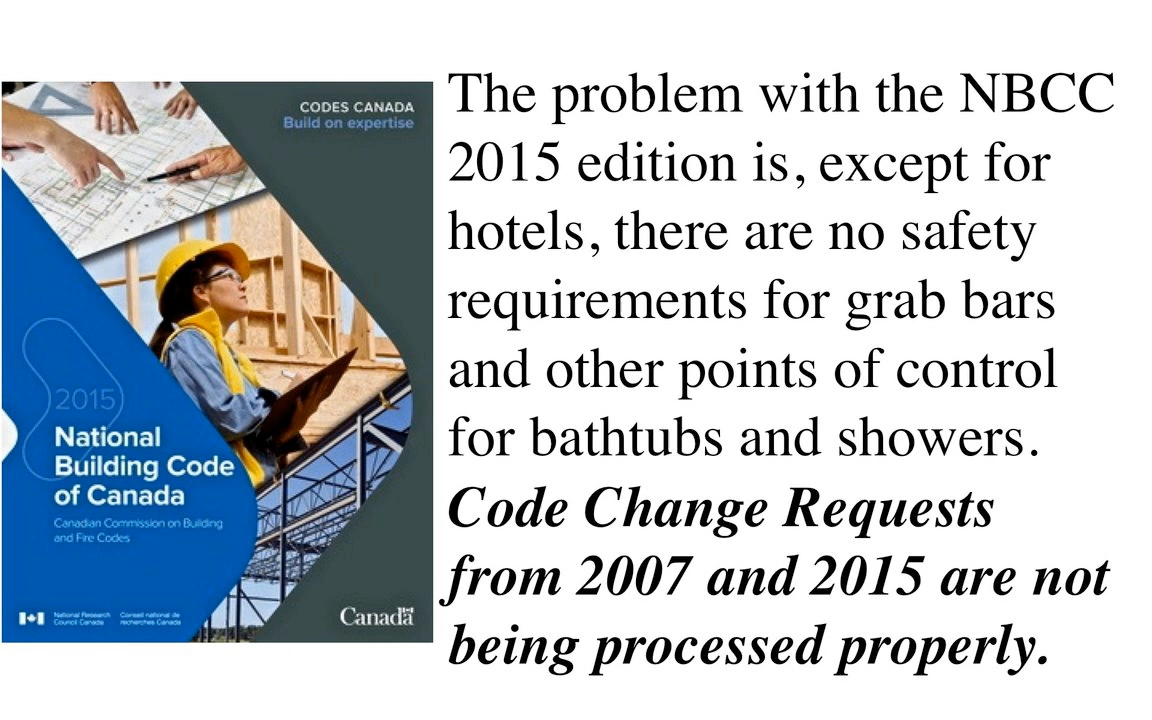 CODES CANADA
Build on expertise
2015
National
Building Code
of Canada
Canadian Commission on Building
and Fire Codes
National Research
Council Canada
Conseil national de
recherches Canada
Canada
The problem with the NBCC
2015 edition is, except for
hotels, there are no safety
requirements for grab bars
and other points of control
for bathtubs and showers.
Code Change Requests
from 2007 and 2015 are not
being processed properly.